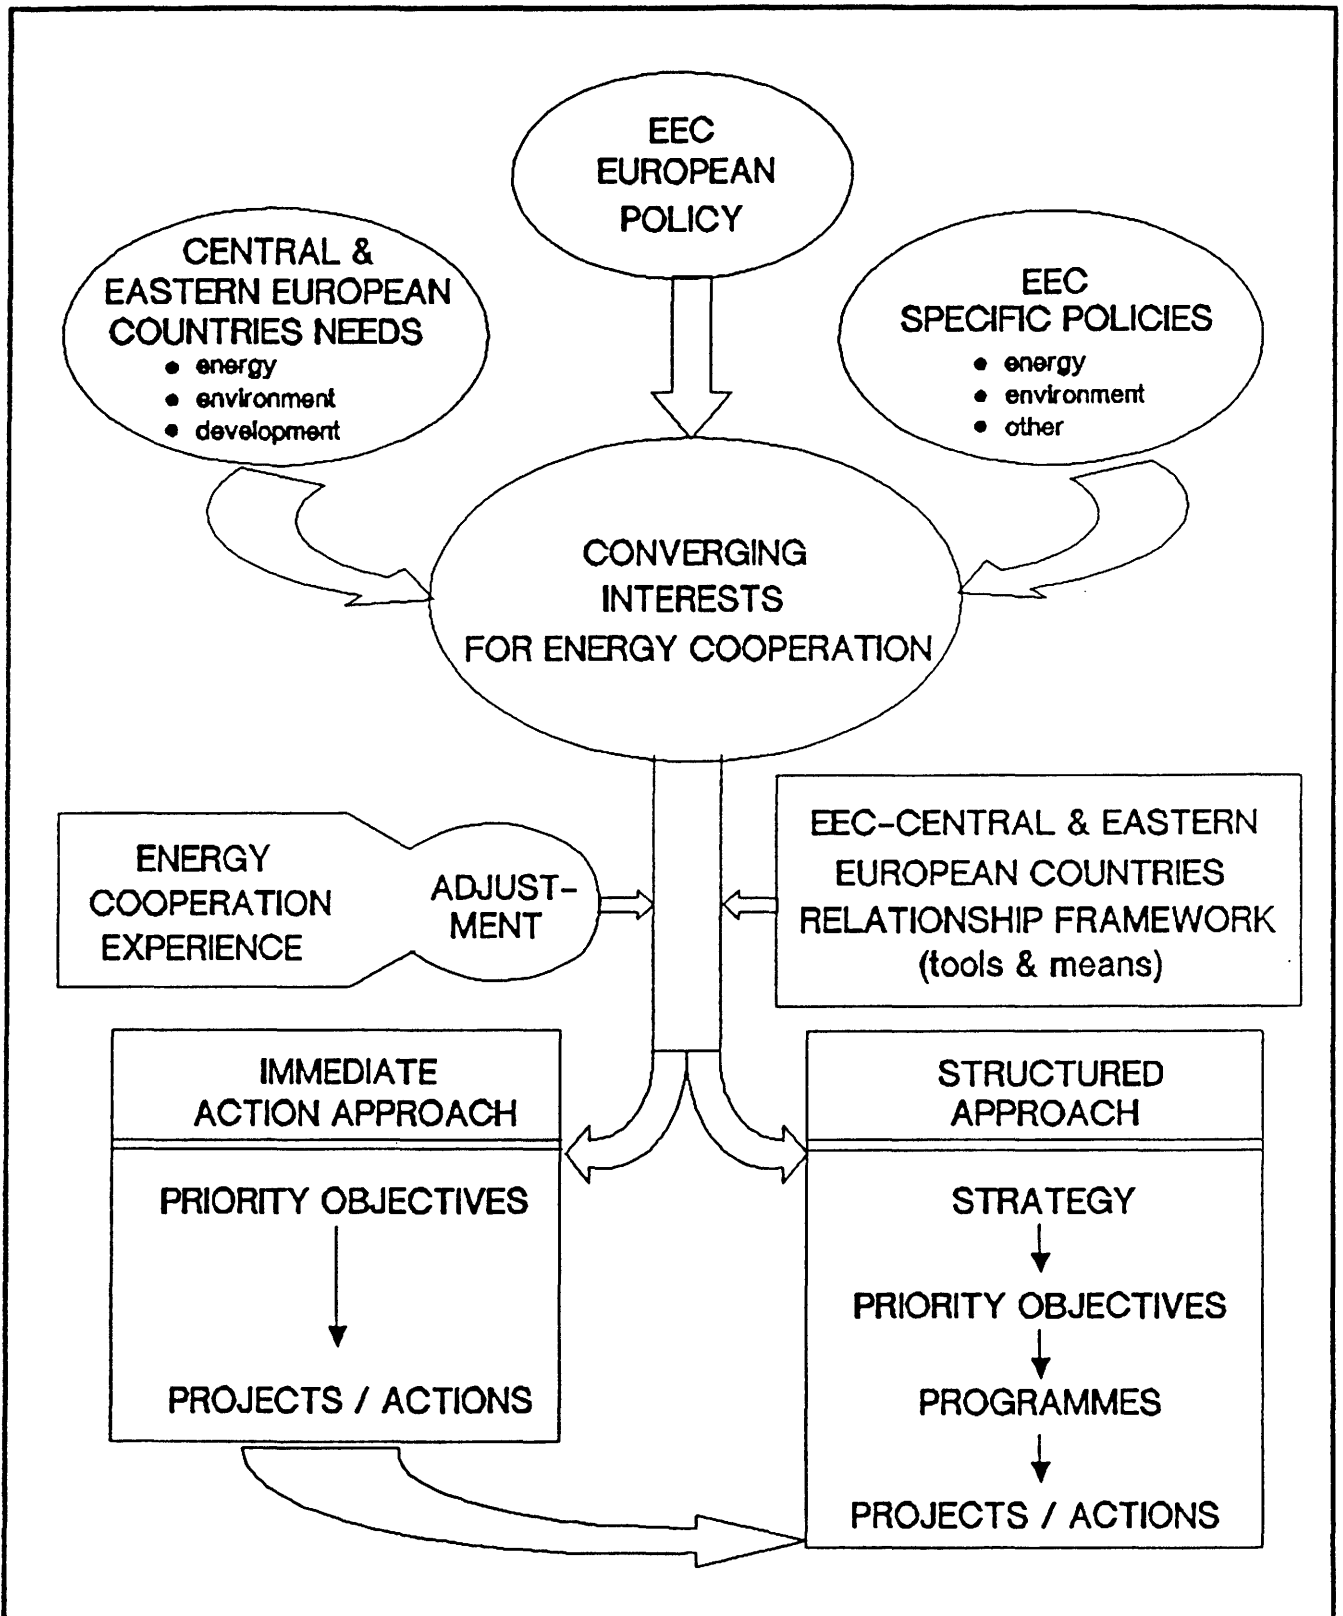 EEC
EUROPEAN
POLICY
CENTRAL &
EASTERN EUROPEAN
COUNTRIES NEEDS
• energy
• environment
• development
EEC
SPECIFIC POLICIES
• energy
• environment
• other
CONVERGING
INTERESTS
FOR ENERGY COOPERATION
ENERGY
COOPERATION
EXPERIENCE
ADJUST-
MENT
EEC-CENTRAL & EASTERN
EUROPEAN COUNTRIES
RELATIONSHIP FRAMEWORK
(tools & means)
IMMEDIATE
ACTION APPROACH
PRIORITY OBJECTIVES
PROJECTS / ACTIONS
STRUCTURED
APPROACH
STRATEGY
PRIORITY OBJECTIVES
PROGRAMMES
PROJECTS / ACTIONS